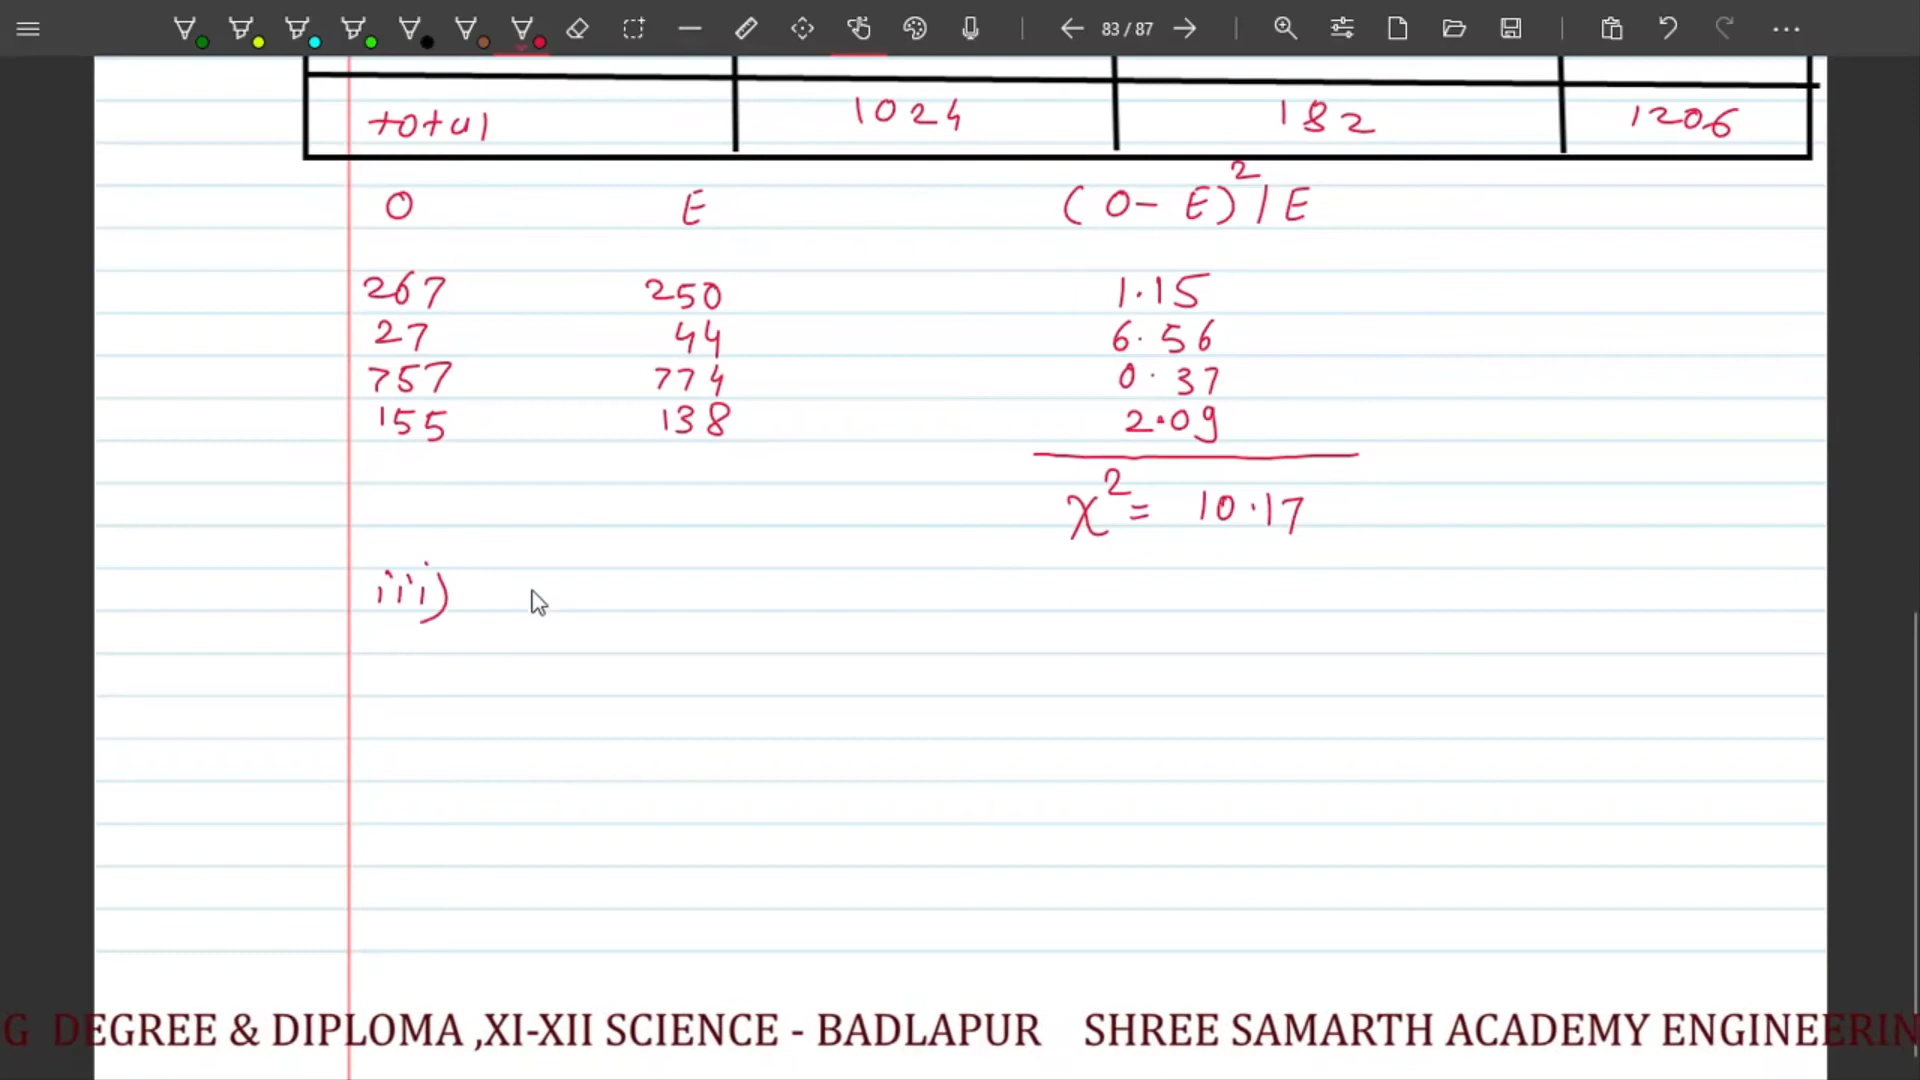 83 / 87
total 1024 182 1206
O E (O - E)² / E
267 250 1.15
27 44 6.56
757 774 0.37
155 138 2.09
χ² = 10.17
iii)
G DEGREE & DIPLOMA ,XI-XII SCIENCE - BADLAPUR SHREE SAMARTH ACADEMY ENGINEERIN